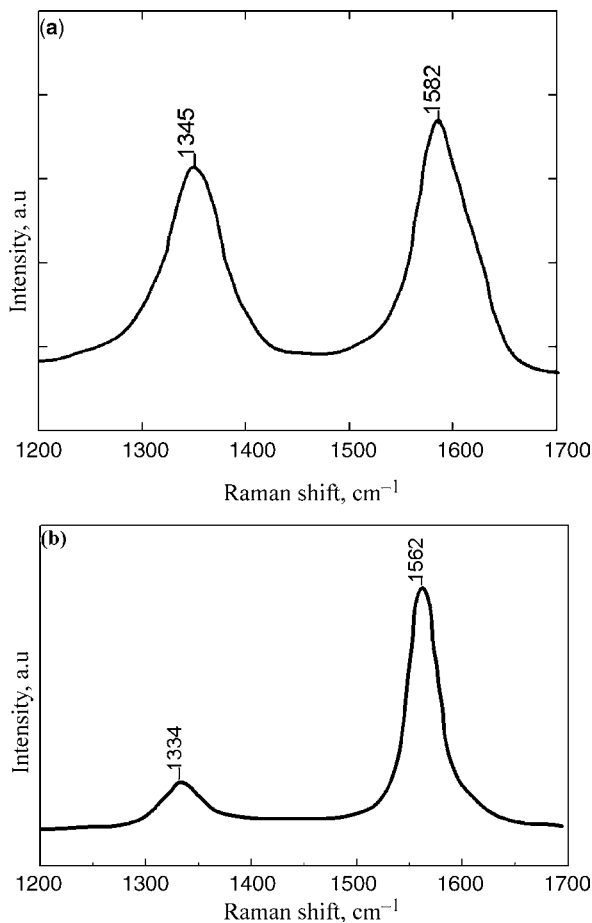 (a)
1345
1582
Intensity, a.u
1200 1300 1400 1500 1600 1700
Raman shift, cm⁻¹
(b)
1334
1562
Intensity, a.u
1200 1300 1400 1500 1600 1700
Raman shift, cm⁻¹